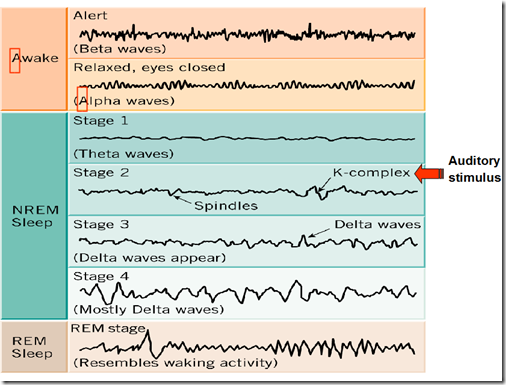 Alert
Awake
(Beta waves)
Relaxed, eyes closed
(Alpha waves)
Stage 1
(Theta waves)
Stage 2
K-complex
Auditory
stimulus
Spindles
NREM
Sleep
Stage 3
Delta waves
(Delta waves appear)
Stage 4
(Mostly Delta waves)
REM stage
REM
Sleep
(Resembles waking activity)